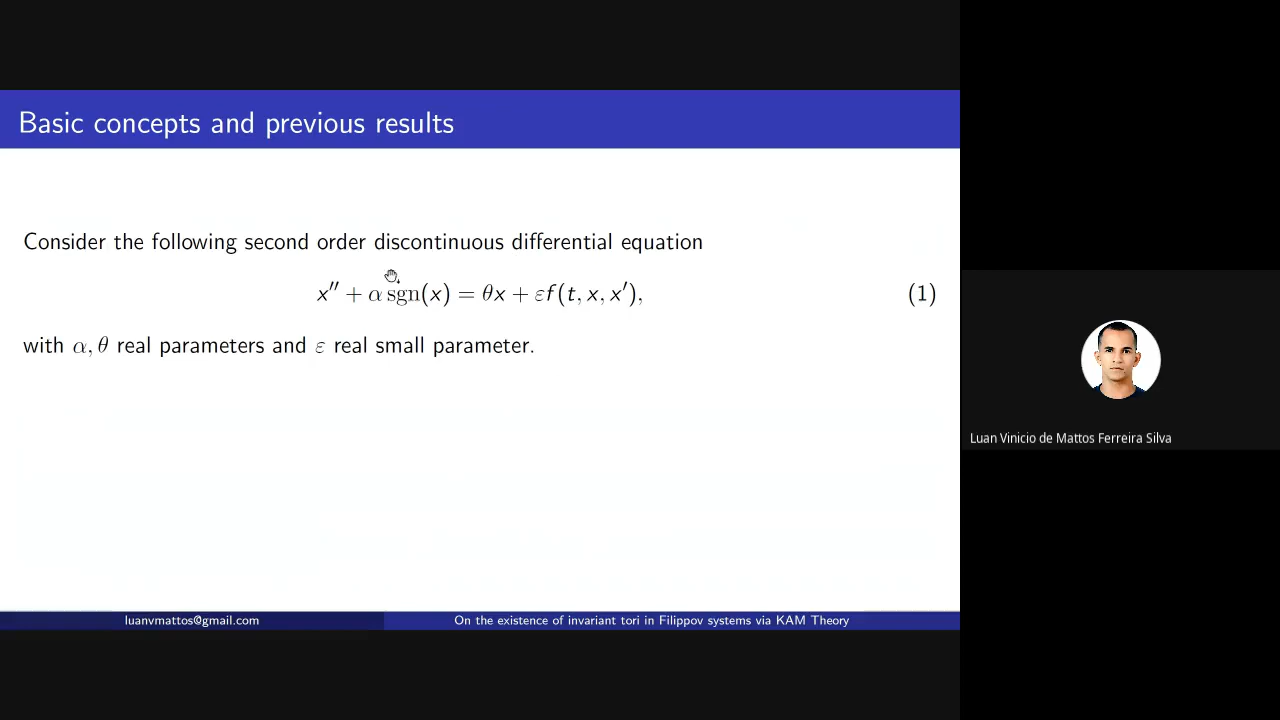 Basic concepts and previous results
Consider the following second order discontinuous differential equation
x″ + α sgn(x) = θx + εf(t, x, x′), (1)
with α, θ real parameters and ε real small parameter.
Luan Vinicio de Mattos Ferreira Silva
luanvmattos@gmail.com
On the existence of invariant tori in Filippov systems via KAM Theory